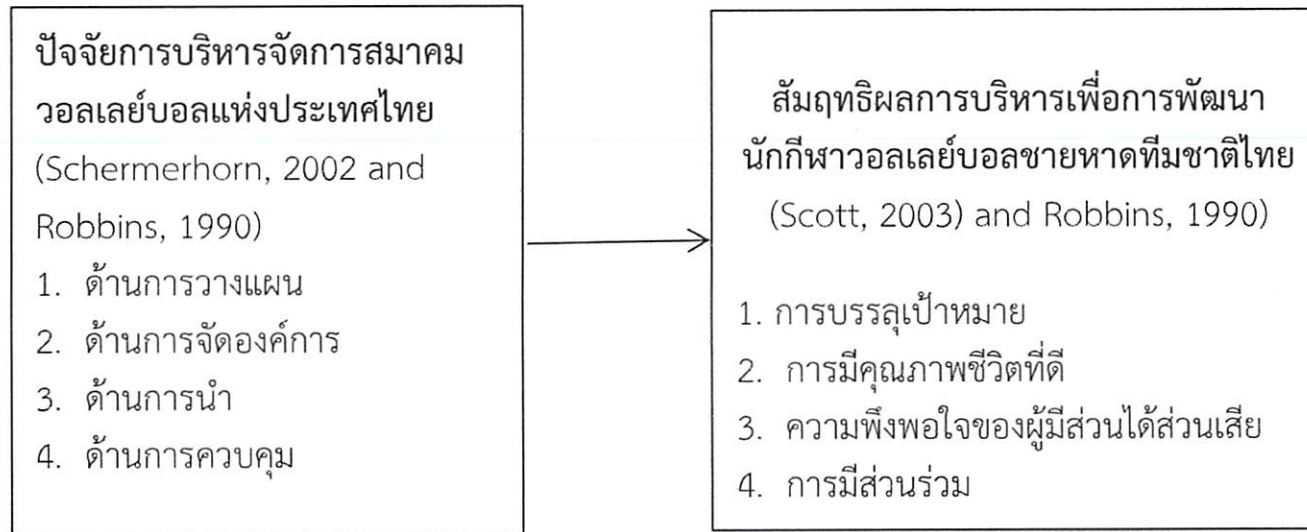 ปัจจัยการบริหารจัดการสมาคม
วอลเลย์บอลแห่งประเทศไทย
(Schermerhorn, 2002 and
Robbins, 1990)
1. ด้านการวางแผน
2. ด้านการจัดองค์การ
3. ด้านการนำ
4. ด้านการควบคุม
สัมฤทธิผลการบริหารเพื่อการพัฒนา
นักกีฬาวอลเลย์บอลชายหาดทีมชาติไทย
(Scott, 2003) and Robbins, 1990)
1. การบรรลุเป้าหมาย
2. การมีคุณภาพชีวิตที่ดี
3. ความพึงพอใจของผู้มีส่วนได้ส่วนเสีย
4. การมีส่วนร่วม